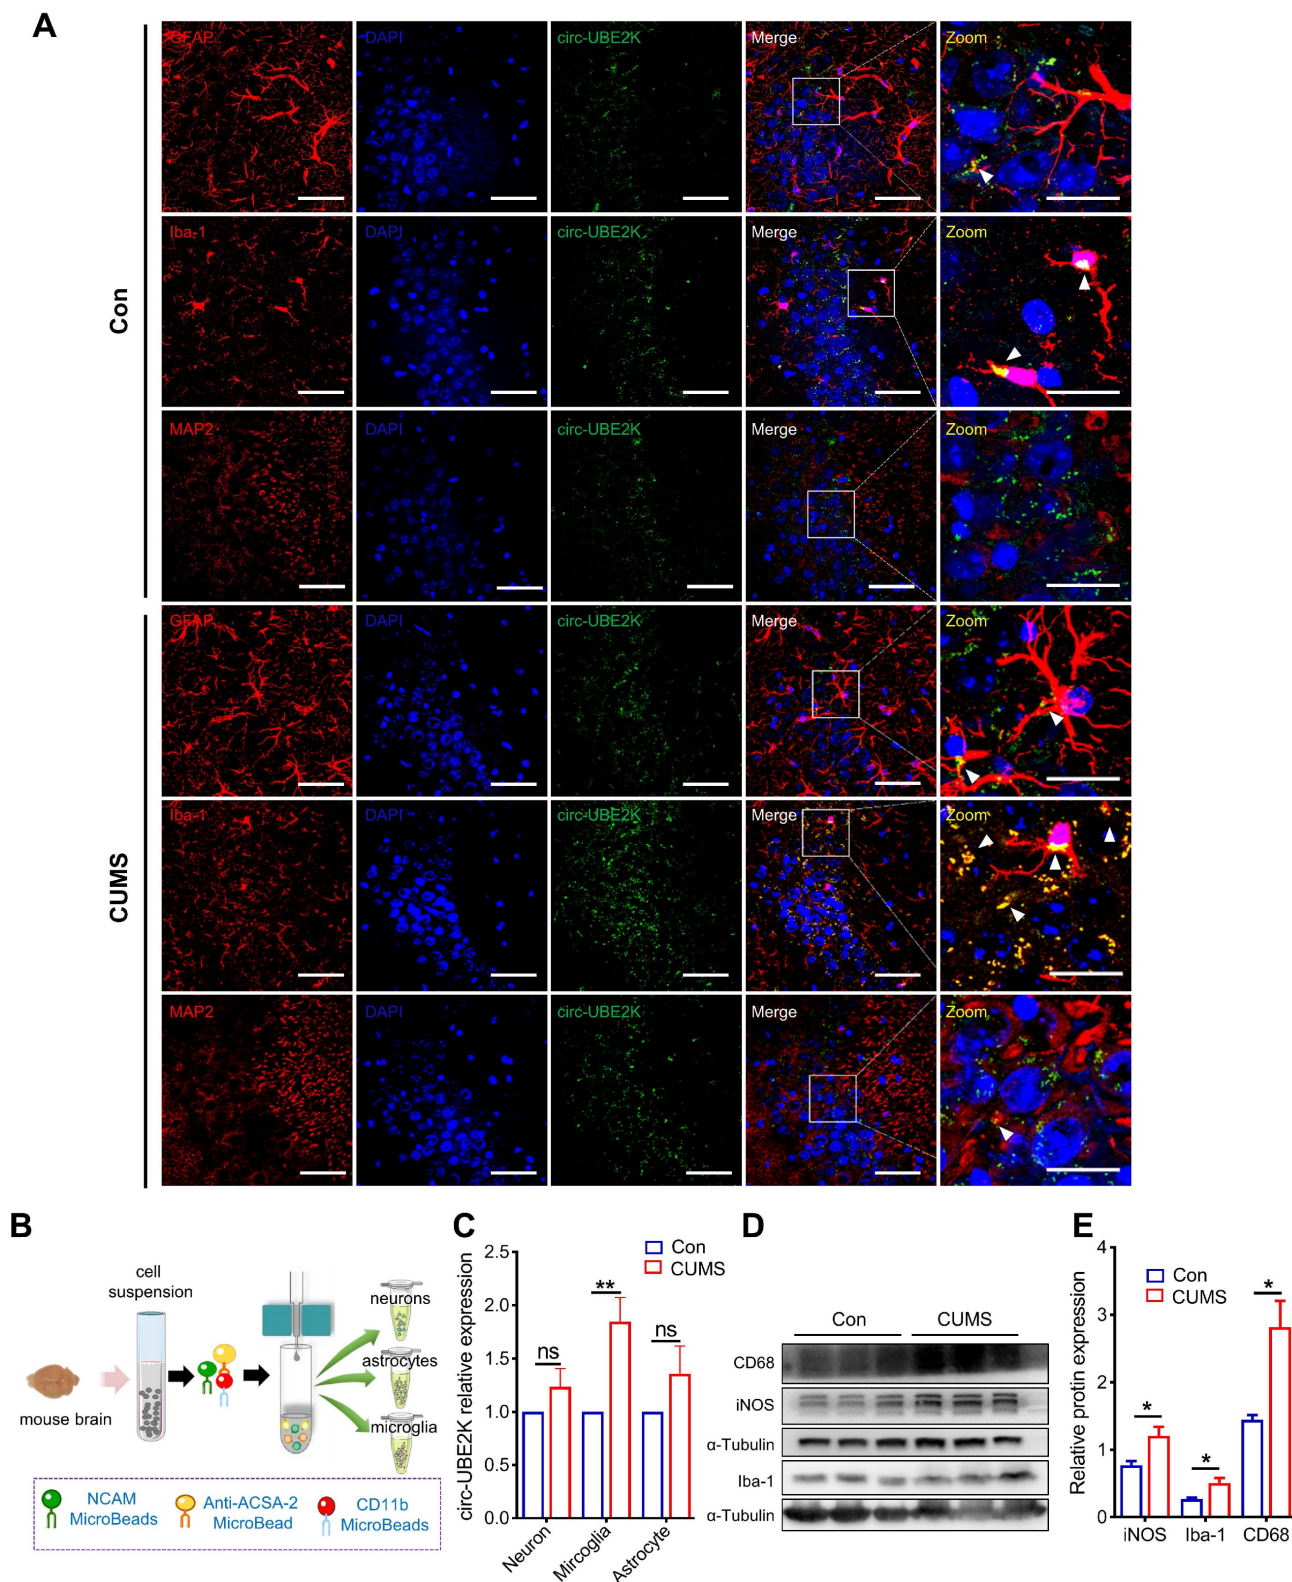 A
Con
GFAP DAPI circ-UBE2K Merge Zoom
Iba-1 DAPI circ-UBE2K Merge Zoom
MAP2 DAPI circ-UBE2K Merge Zoom
CUMS
GFAP DAPI circ-UBE2K Merge Zoom
Iba-1 DAPI circ-UBE2K Merge Zoom
MAP2 DAPI circ-UBE2K Merge Zoom
B
cell
suspension
mouse brain
neurons
astrocytes
microglia
NCAM
MicroBeads
Anti-ACSA-2
MicroBead
CD11b
MicroBeads
C
circ-UBE2K relative expression
2.5
2.0
1.5
1.0
0.5
0.0
Con
CUMS
ns
**
ns
Neuron
Mircoglia
Astrocyte
D
Con CUMS
CD68
iNOS
α-Tubulin
Iba-1
α-Tubulin
E
Relative protin expression
4
3
2
1
0
Con
CUMS
*
*
*
iNOS Iba-1 CD68